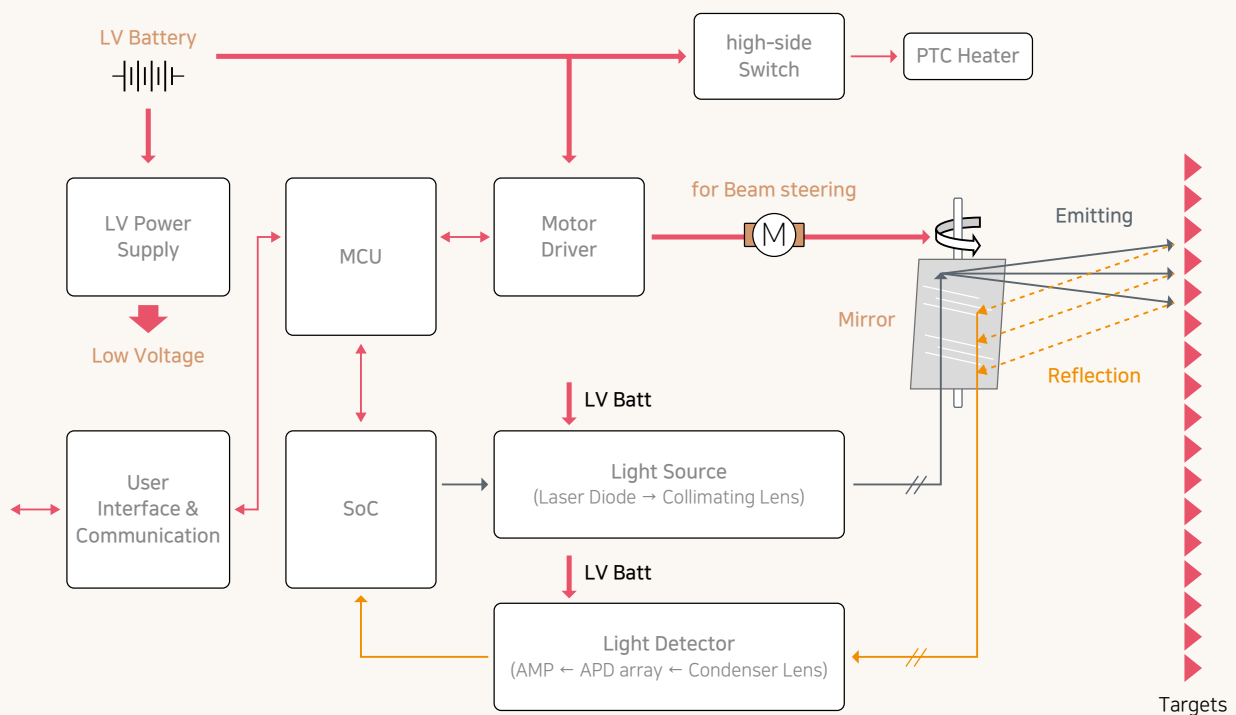 LV Battery
high-side
Switch
PTC Heater
LV Power
Supply
MCU
Motor
Driver
for Beam steering
M
Emitting
Mirror
Low Voltage
Reflection
LV Batt
User
Interface &
Communication
SoC
Light Source
(Laser Diode → Collimating Lens)
LV Batt
Light Detector
(AMP ← APD array ← Condenser Lens)
Targets